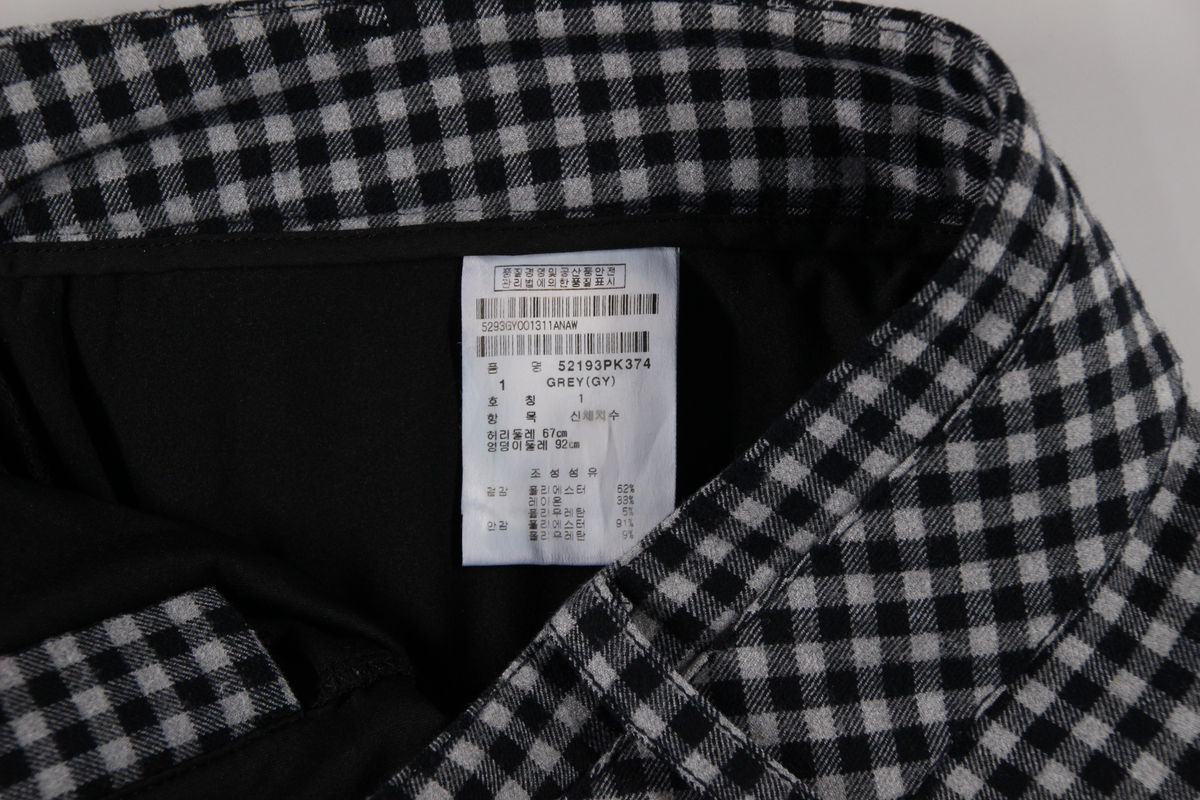 품질경영및공산품안전
관리법에의한품질표시
5293GY001311ANAW
품 명 52193PK374
1 GREY(GY)
호 칭 1
항 목 신체치수
허리둘레 67cm
엉덩이둘레 92cm
조 성 섬 유
겉감 폴리에스터 62%
레이온 33%
폴리우레탄 5%
안감 폴리에스터 91%
폴리우레탄 9%